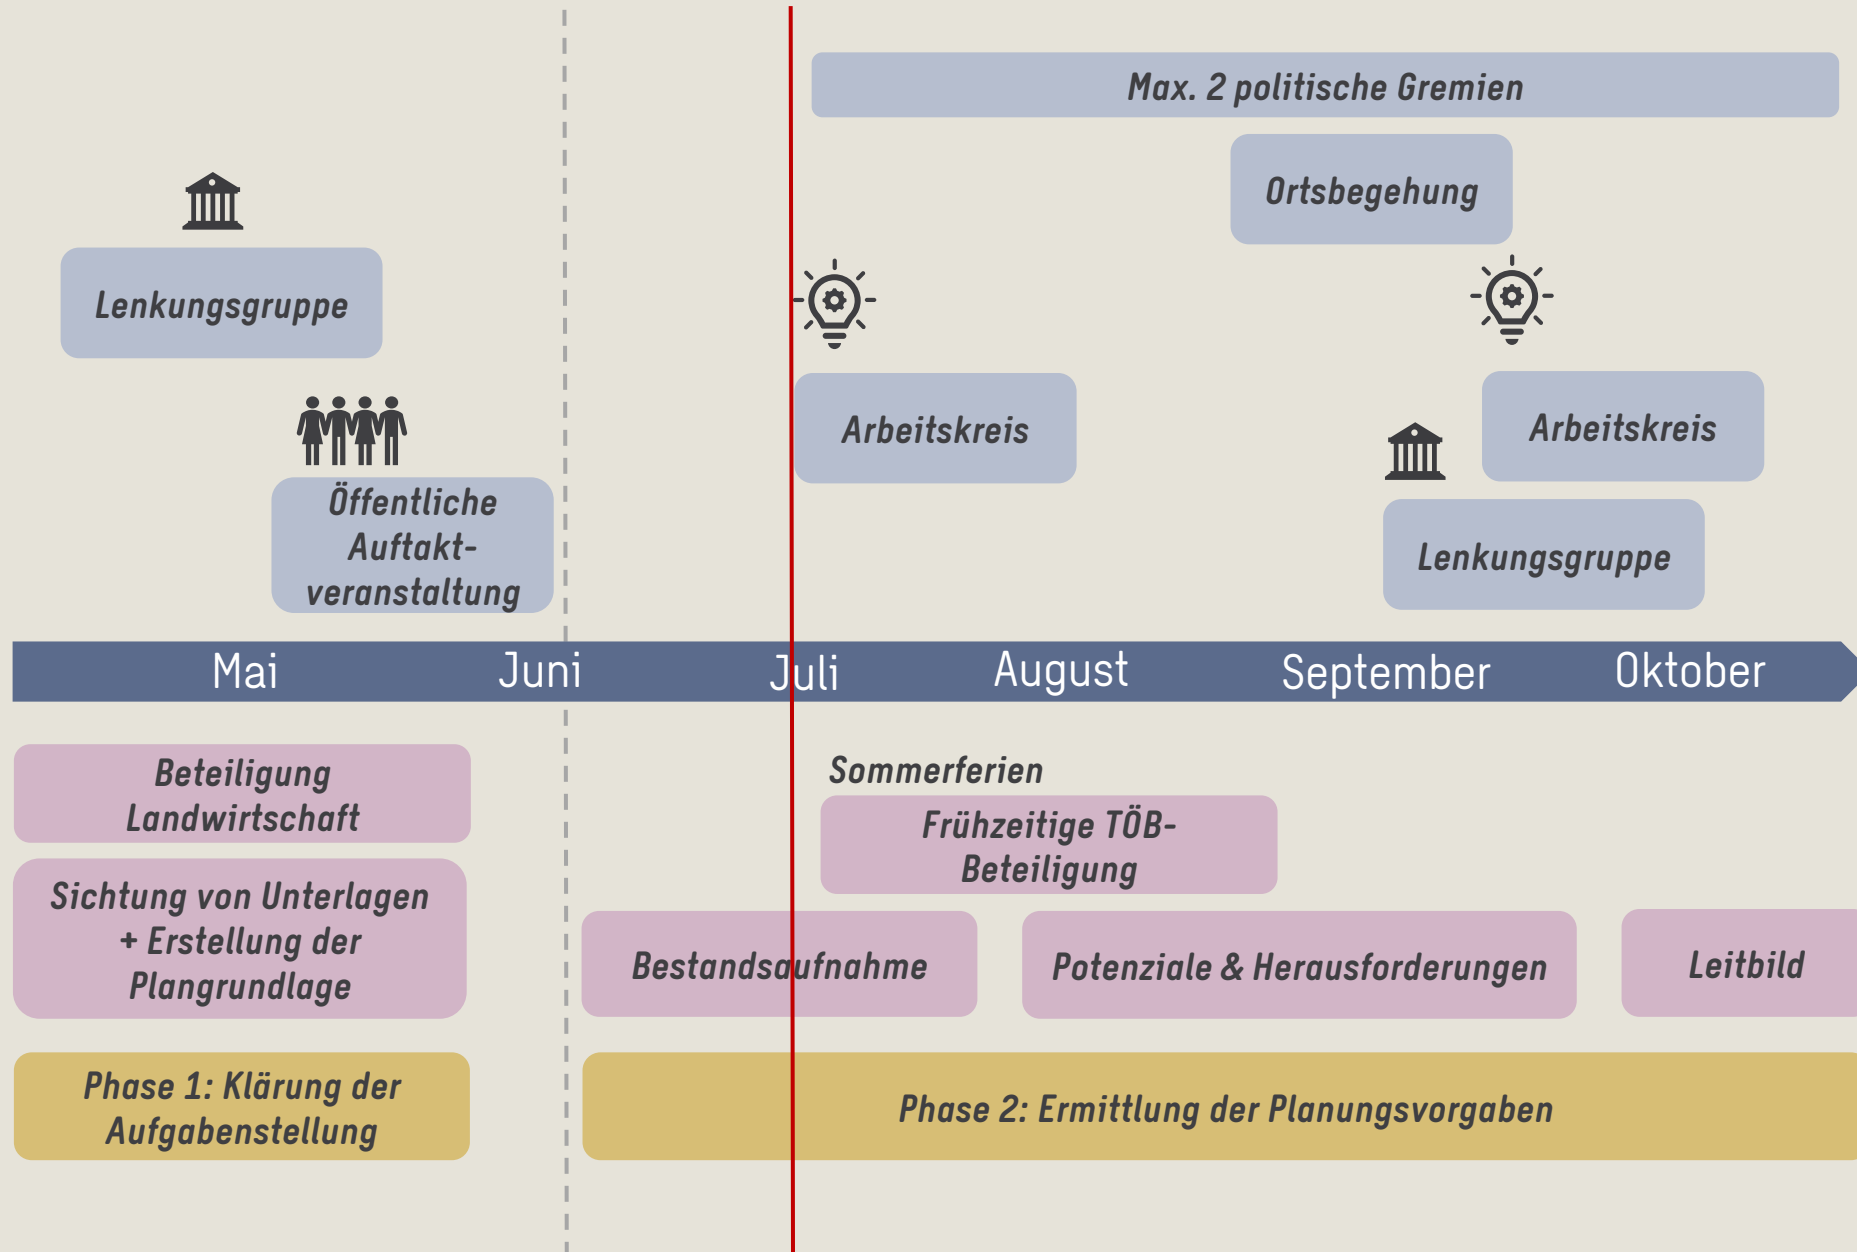 Max. 2 politische Gremien
Ortsbegehung
Lenkungsgruppe
Arbeitskreis
Arbeitskreis
Öffentliche
Auftakt-
veranstaltung
Lenkungsgruppe
Mai
Juni
Juli
August
September
Oktober
Beteiligung
Landwirtschaft
Sommerferien
Frühzeitige TÖB-
Beteiligung
Sichtung von Unterlagen
+ Erstellung der
Plangrundlage
Bestandsaufnahme
Potenziale & Herausforderungen
Leitbild
Phase 1: Klärung der
Aufgabenstellung
Phase 2: Ermittlung der Planungsvorgaben